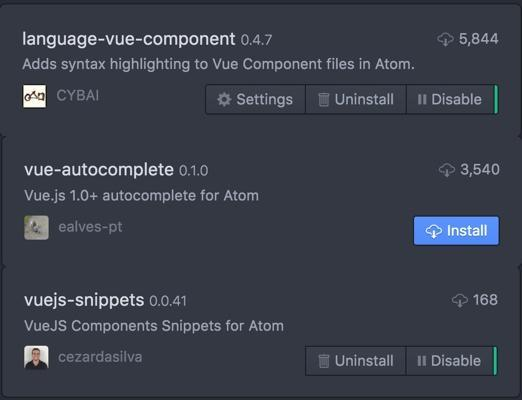 language-vue-component 0.4.7 5,844
Adds syntax highlighting to Vue Component files in Atom.
CYBAI Settings Uninstall Disable
vue-autocomplete 0.1.0 3,540
Vue.js 1.0+ autocomplete for Atom
ealves-pt Install
vuejs-snippets 0.0.41 168
VueJS Components Snippets for Atom
cezardasilva Uninstall Disable